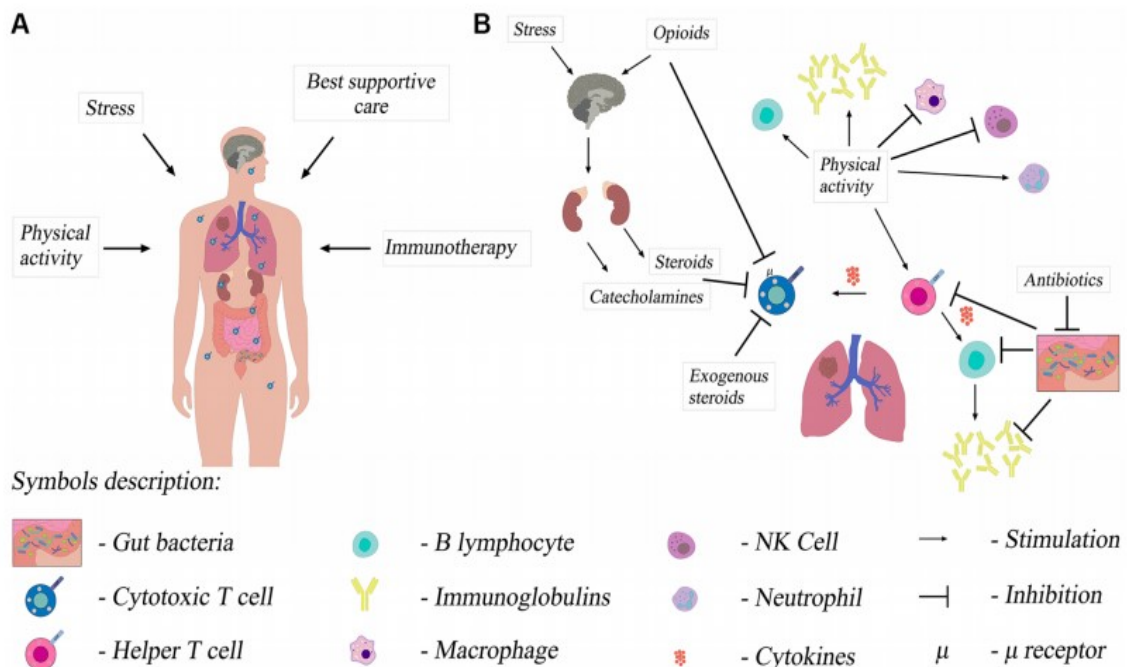 A
B
Stress
Best supportive
care
Physical
activity
Immunotherapy
Stress
Opioids
Physical
activity
Steroids
Catecholamines
μ
Antibiotics
Exogenous
steroids
Symbols description:
- Gut bacteria
- B lymphocyte
- NK Cell
- Stimulation
- Cytotoxic T cell
- Immunoglobulins
- Neutrophil
- Inhibition
- Helper T cell
- Macrophage
- Cytokines
μ - μ receptor